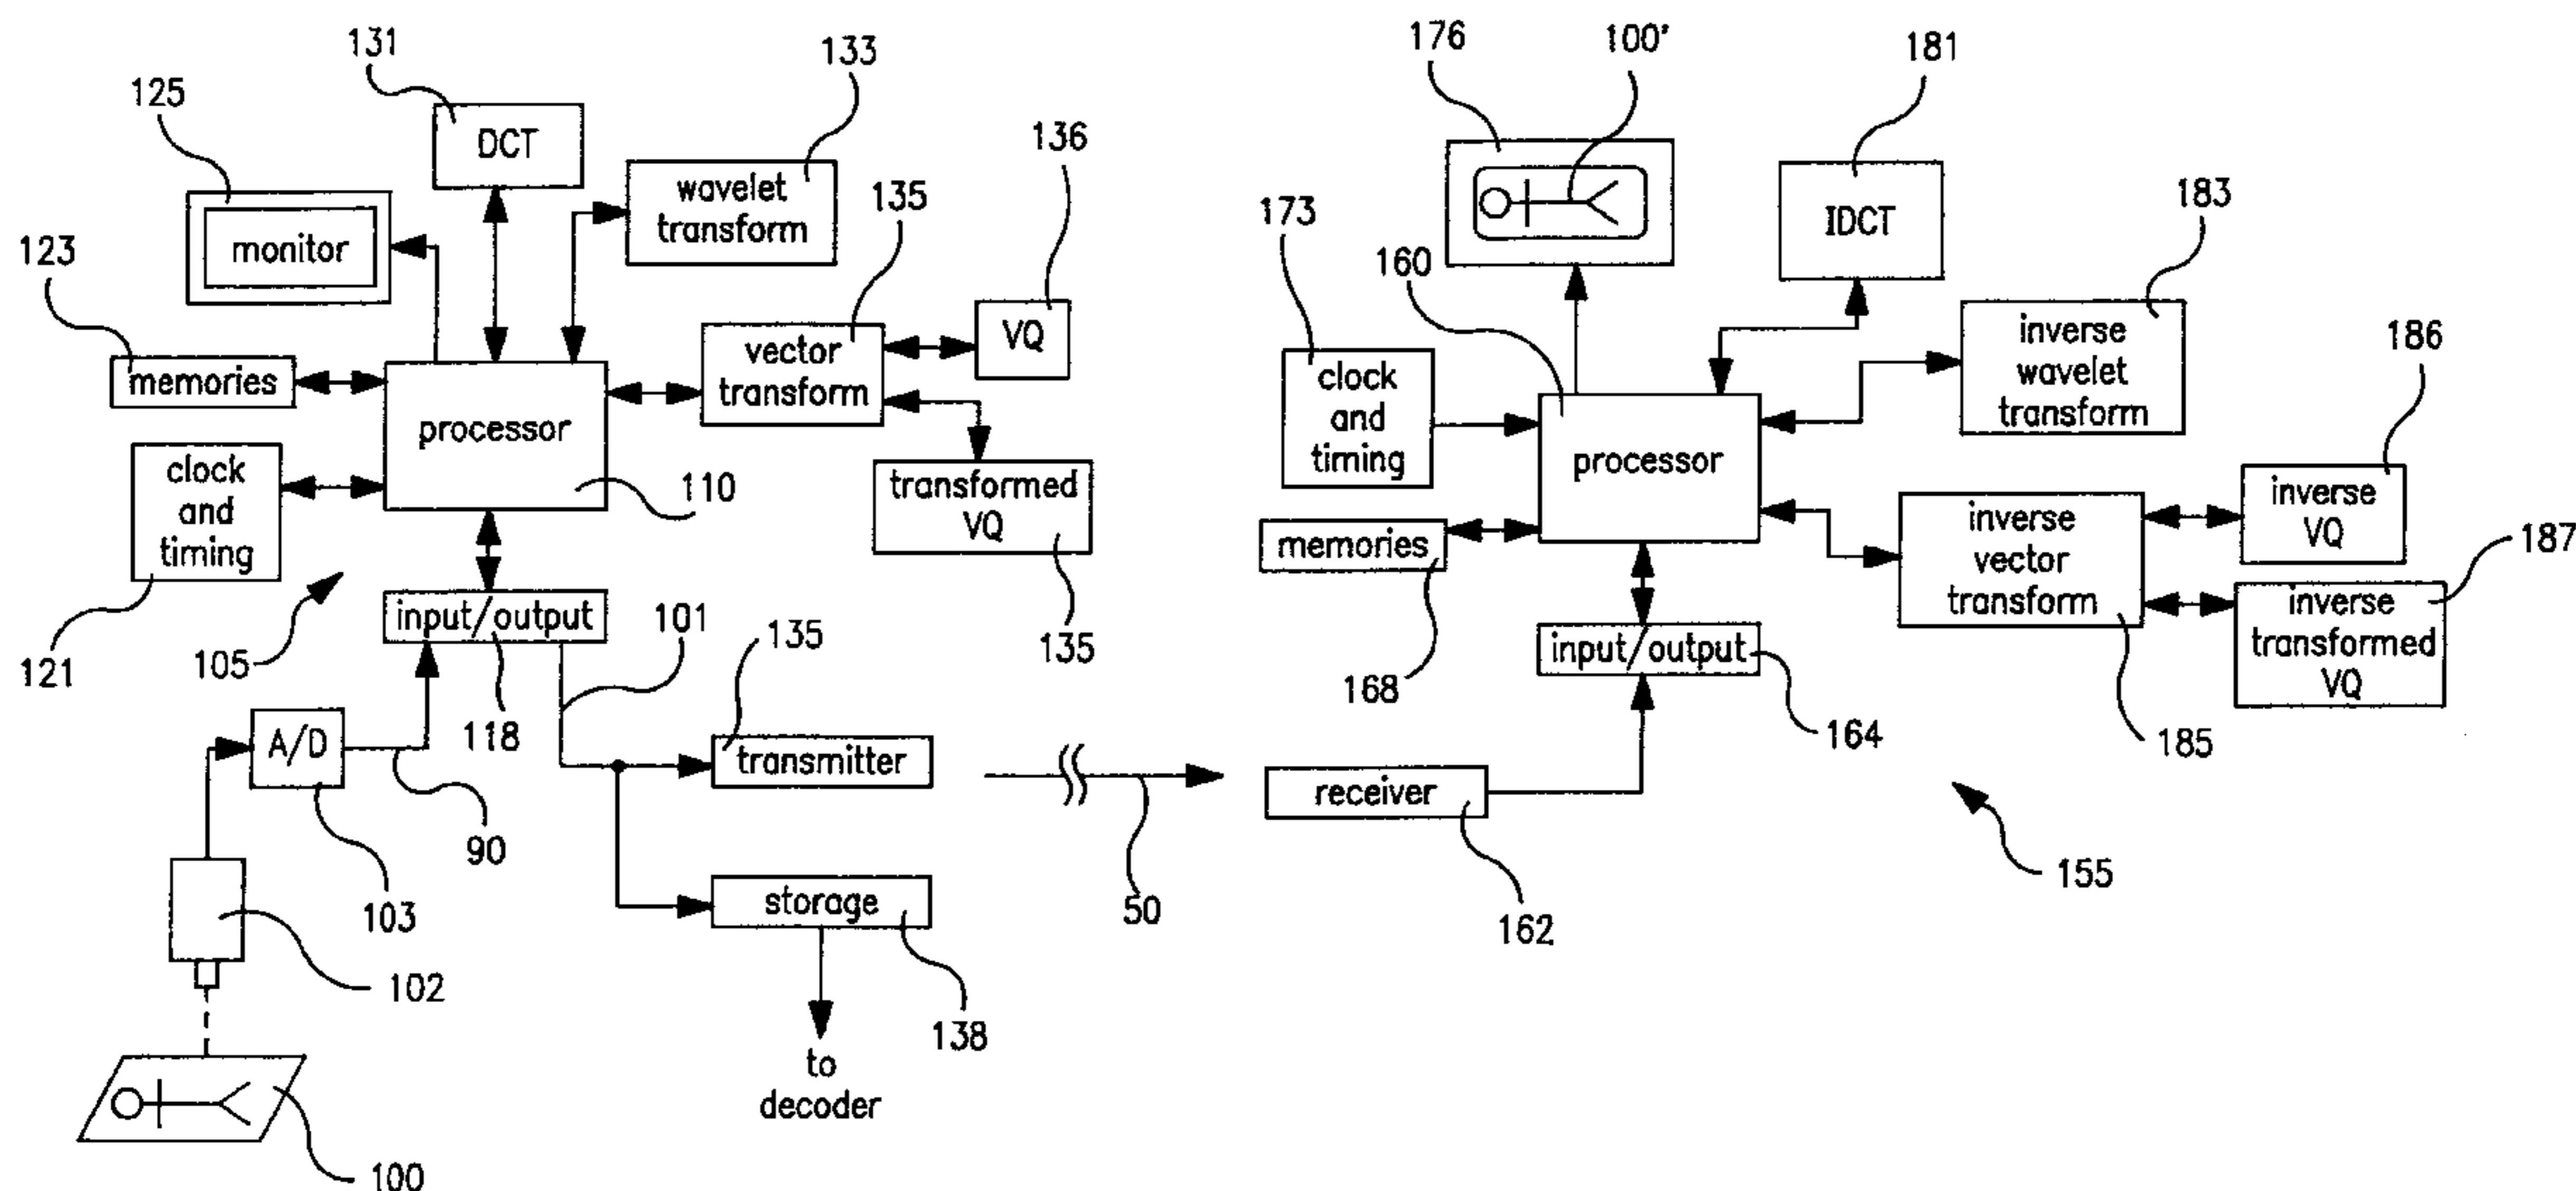 131
133
125
DCT
136
wavelet
transform
135
123
monitor
VQ
vector
transform
memories
processor
clock
and
timing
110
transformed
VQ
135
121
105
input/output
101
135
118
A/D
transmitter
90
103
storage
102
138
to
decoder
100
50
176
100'
181
IDCT
183
173
160
inverse
wavelet
transform
186
clock
and
timing
processor
inverse
VQ
187
memories
inverse
vector
transform
inverse
transformed
VQ
168
input/output
164
185
receiver
162
155